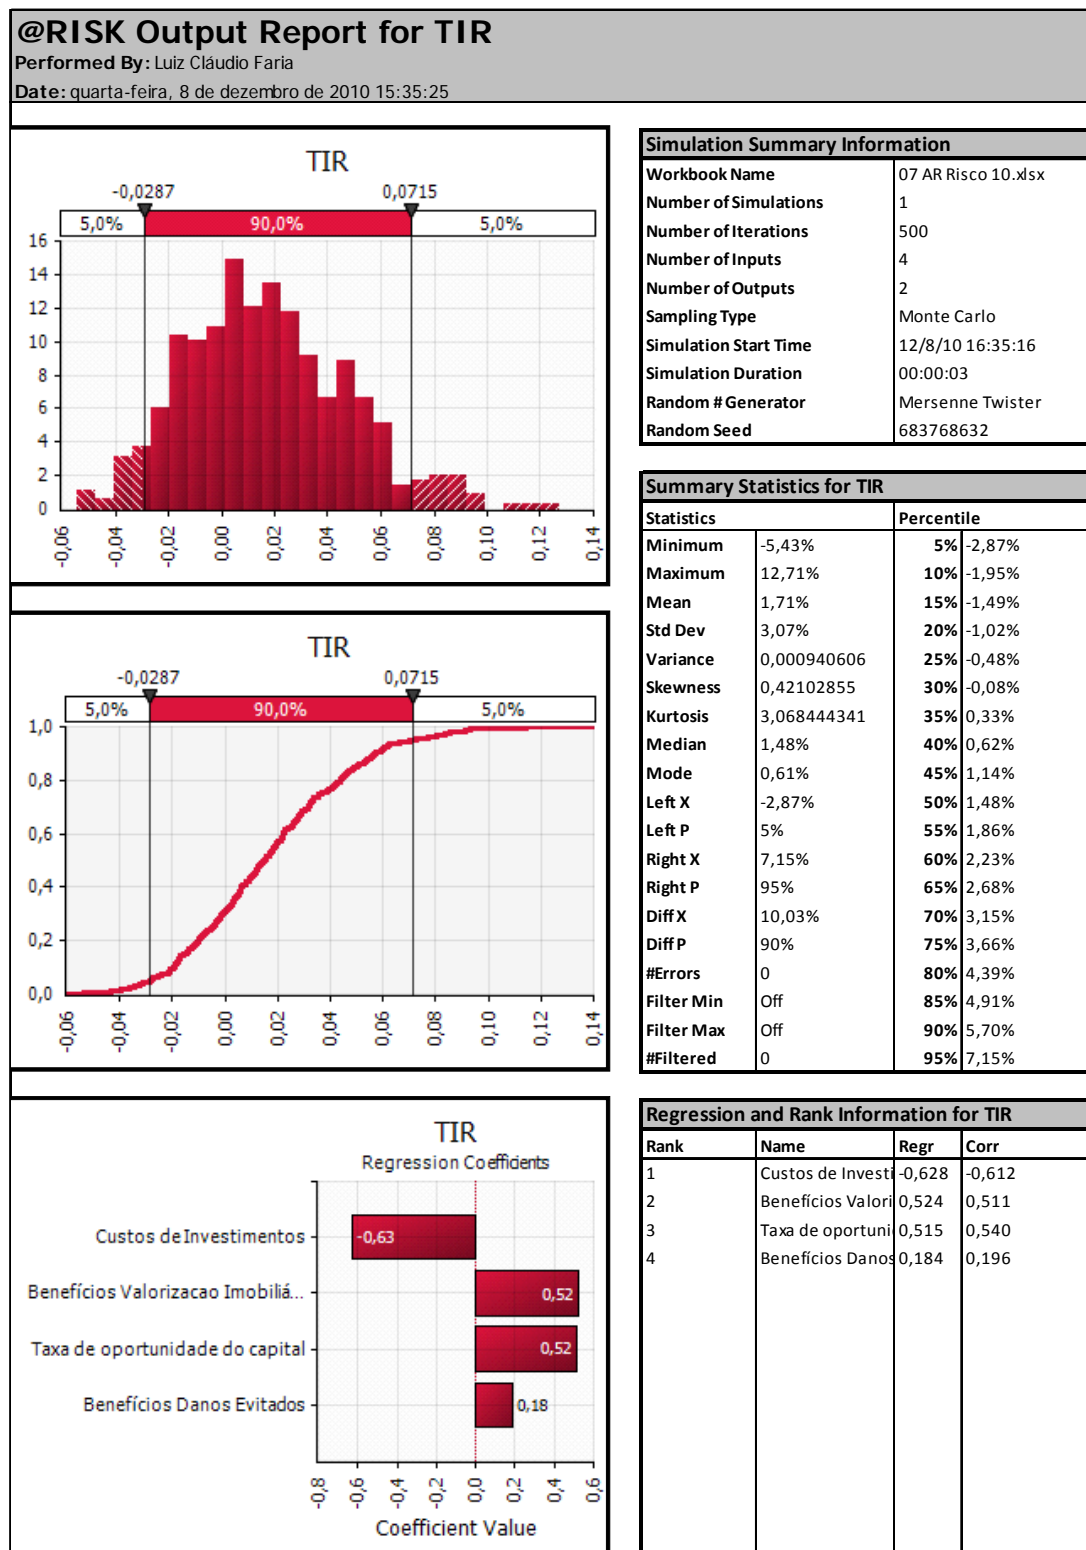 @RISK Output Report for TIR
Performed By: Luiz Cláudio Faria
Date: quarta-feira, 8 de dezembro de 2010 15:35:25
TIR
-0,0287 0,0715
5,0% 90,0% 5,0%
16
14
12
10
8
6
4
2
0
-0,06 -0,04 -0,02 0,00 0,02 0,04 0,06 0,08 0,10 0,12 0,14
Simulation Summary Information
Workbook Name 07 AR Risco 10.xlsx
Number of Simulations 1
Number of Iterations 500
Number of Inputs 4
Number of Outputs 2
Sampling Type Monte Carlo
Simulation Start Time 12/8/10 16:35:16
Simulation Duration 00:00:03
Random # Generator Mersenne Twister
Random Seed 683768632
TIR
-0,0287 0,0715
5,0% 90,0% 5,0%
1,0
0,8
0,6
0,4
0,2
0,0
-0,06 -0,04 -0,02 0,00 0,02 0,04 0,06 0,08 0,10 0,12 0,14
Summary Statistics for TIR
Statistics Percentile
Minimum -5,43% 5% -2,87%
Maximum 12,71% 10% -1,95%
Mean 1,71% 15% -1,49%
Std Dev 3,07% 20% -1,02%
Variance 0,000940606 25% -0,48%
Skewness 0,42102855 30% -0,08%
Kurtosis 3,068444341 35% 0,33%
Median 1,48% 40% 0,62%
Mode 0,61% 45% 1,14%
Left X -2,87% 50% 1,48%
Left P 5% 55% 1,86%
Right X 7,15% 60% 2,23%
Right P 95% 65% 2,68%
Diff X 10,03% 70% 3,15%
Diff P 90% 75% 3,66%
#Errors 0 80% 4,39%
Filter Min Off 85% 4,91%
Filter Max Off 90% 5,70%
#Filtered 0 95% 7,15%
TIR
Regression Coefficients
Custos de Investimentos -0,63
Benefícios Valorizacao Imobiliá... 0,52
Taxa de oportunidade do capital 0,52
Benefícios Danos Evitados 0,18
-0,8 -0,6 -0,4 -0,2 0,0 0,2 0,4 0,6
Coefficient Value
Regression and Rank Information for TIR
Rank Name Regr Corr
1 Custos de Investi -0,628 -0,612
2 Benefícios Valori 0,524 0,511
3 Taxa de oportuni 0,515 0,540
4 Benefícios Danos 0,184 0,196